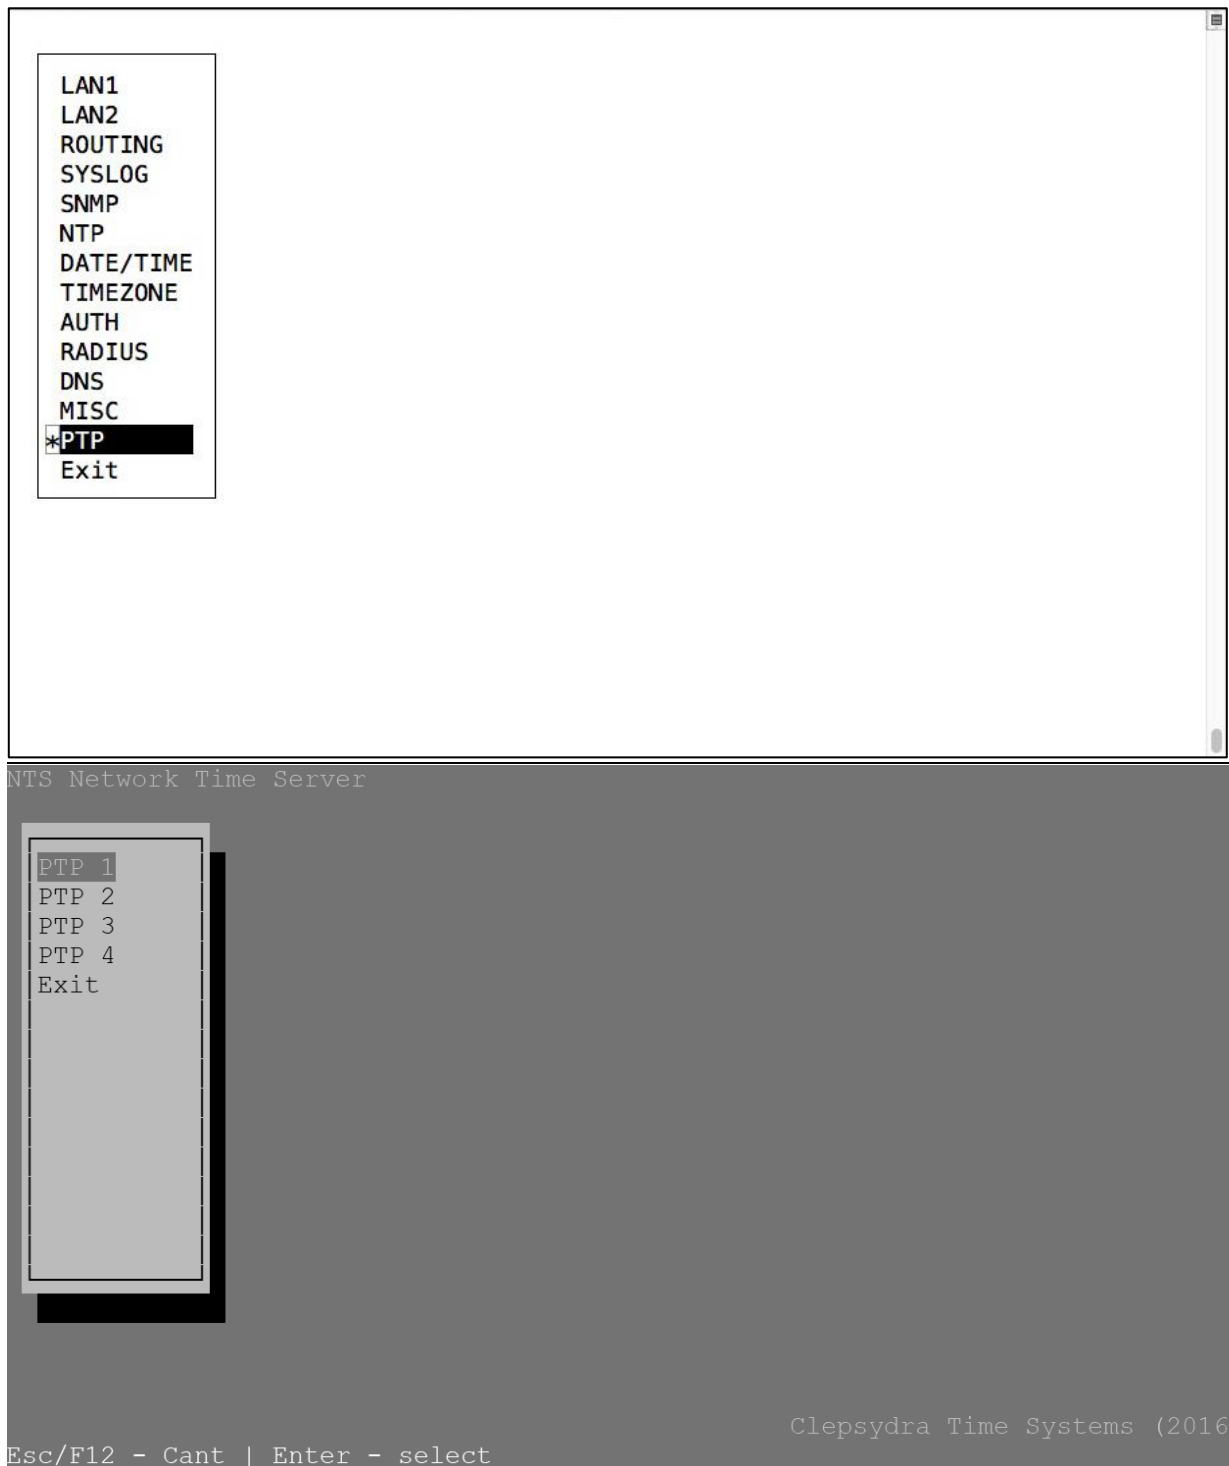 LAN1
LAN2
ROUTING
SYSLOG
SNMP
NTP
DATE/TIME
TIMEZONE
AUTH
RADIUS
DNS
MISC
*PTP
Exit
NTS Network Time Server
PTP 1
PTP 2
PTP 3
PTP 4
Exit
Clepsydra Time Systems (2016
Esc/F12 - Cant | Enter - select